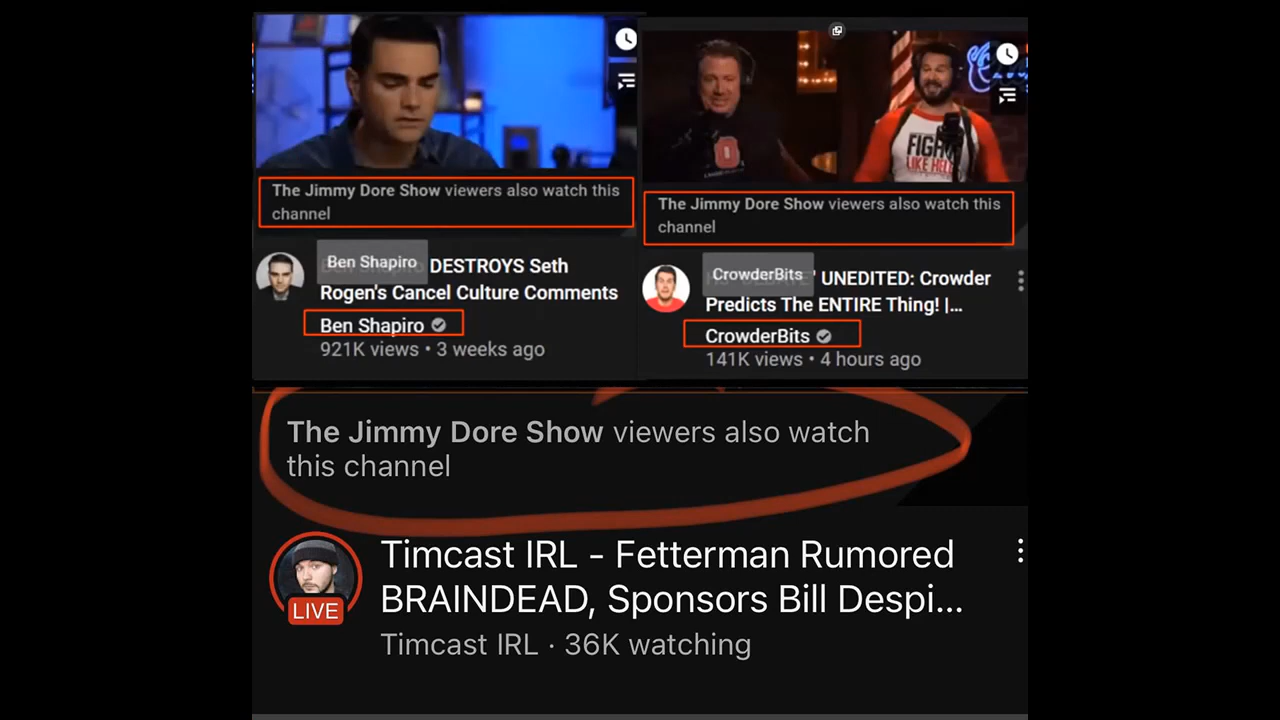 FIGHT
LIKE HELL
The Jimmy Dore Show viewers also watch this
channel
Ben Shapiro
DESTROYS Seth
Rogen's Cancel Culture Comments
Ben Shapiro
921K views • 3 weeks ago
The Jimmy Dore Show viewers also watch this
channel
CrowderBits
UNEDITED: Crowder
Predicts The ENTIRE Thing! |...
CrowderBits
141K views • 4 hours ago
The Jimmy Dore Show viewers also watch
this channel
LIVE
Timcast IRL - Fetterman Rumored
BRAINDEAD, Sponsors Bill Despi...
Timcast IRL · 36K watching